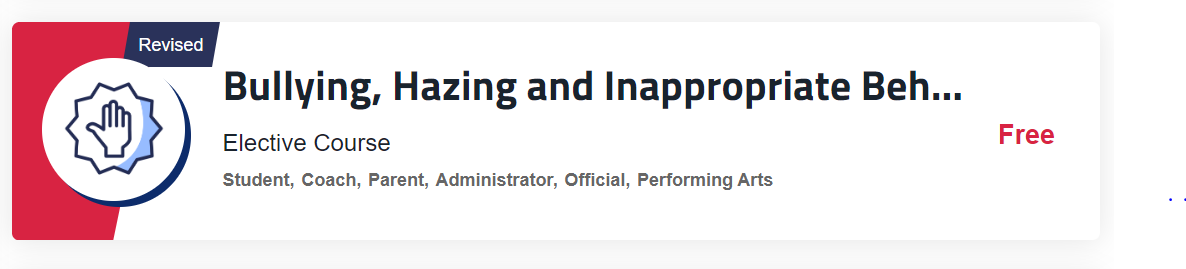 Revised
Bullying, Hazing and Inappropriate Beh...
Elective Course
Free
Student, Coach, Parent, Administrator, Official, Performing Arts